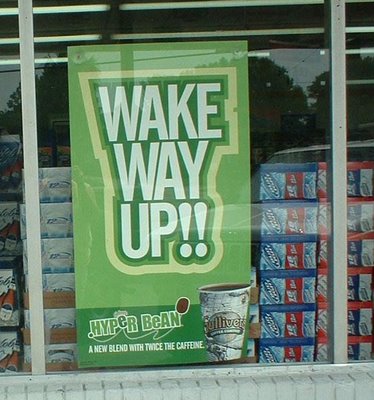 WAKE
WAY
UP!!
HYPER BEAN
A NEW BLEND WITH TWICE THE CAFFEINE.